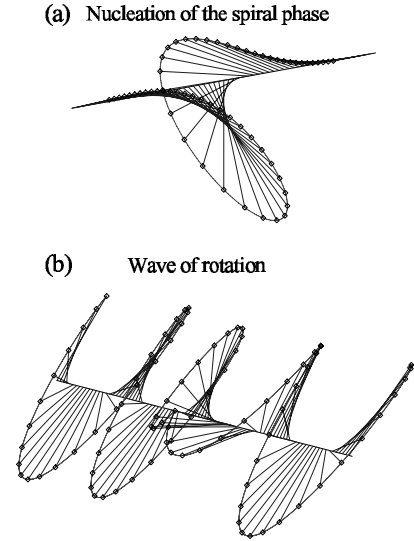 (a) Nucleation of the spiral phase
(b) Wave of rotation